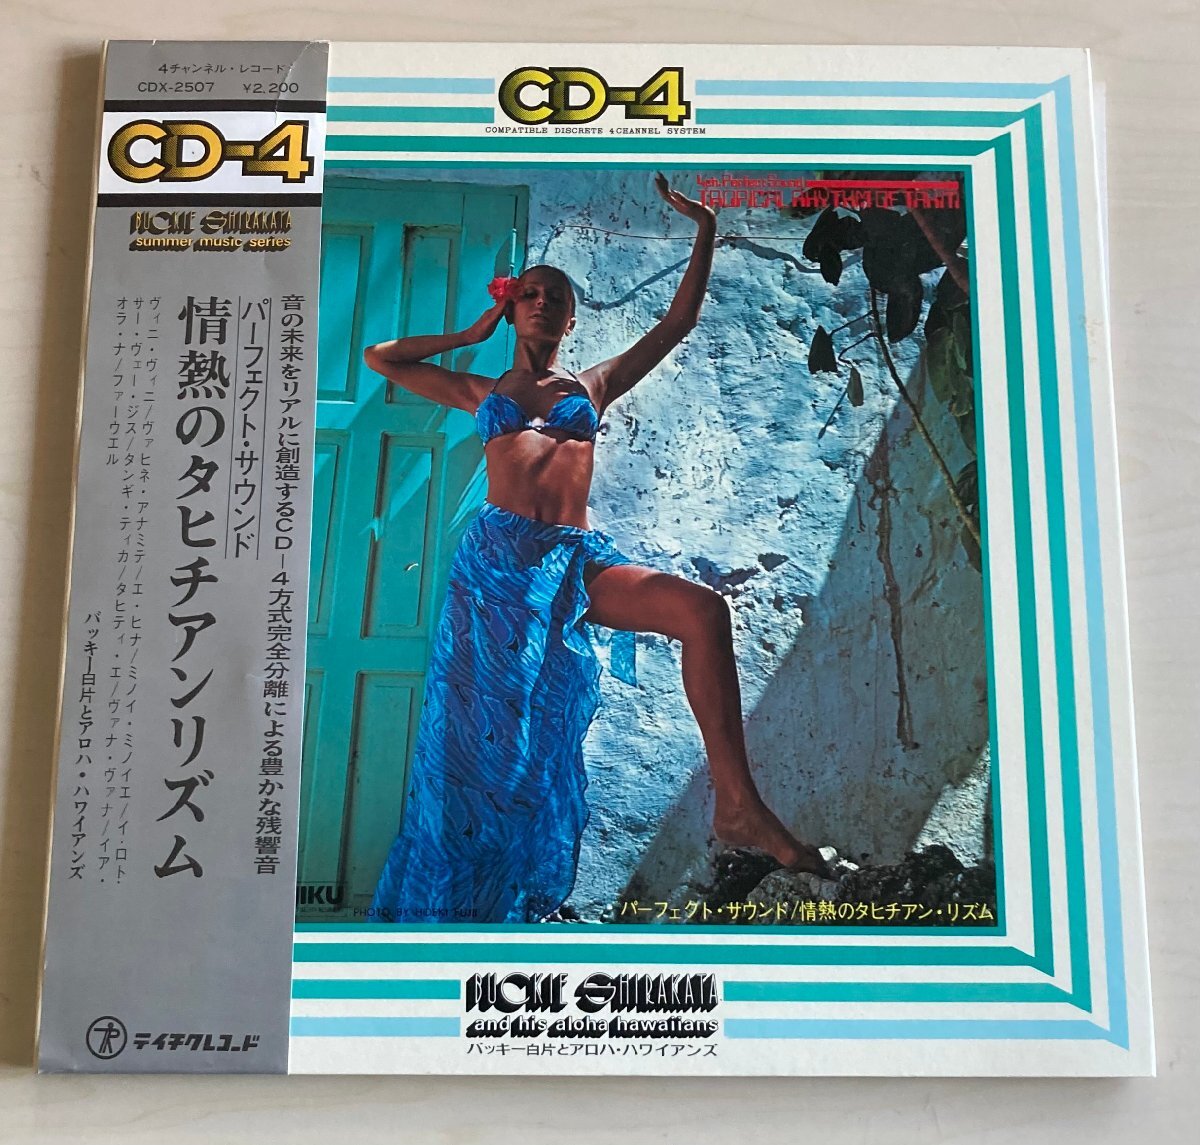 4チャンネル・レコード
CDX-2507 ¥2,200
CD-4
BUCKIE SHIRAKATA
summer music series
音の未来をリアルに創造するCD-4方式完全分離による豊かな残響音
パーフェクト・サウンド
情熱のタヒチアンリズム
ヴィニ・ヴィニ/ヴァヒネ・アナミテ/エ・ヒナ/ミノイ・ミノイエ/イ・ロト・
サー・ヴェー・ジス/タンギ・ティカ/タヒティ・エ/ヴァナ・ヴァナ/イア・
オラ・ナ/ファーウエル
バッキー白片とアロハ・ハワイアンズ
テイチクレコード
CD-4
COMPATIBLE DISCRETE 4 CHANNEL SYSTEM
TROPICAL RHYTHM OF TAHITI
IKU
PHOTO BY HIDEKI FUJII
パーフェクト・サウンド/情熱のタヒチアン・リズム
BUCKIE SHIRAKATA
and his aloha hawaiians
バッキー白片とアロハ・ハワイアンズ